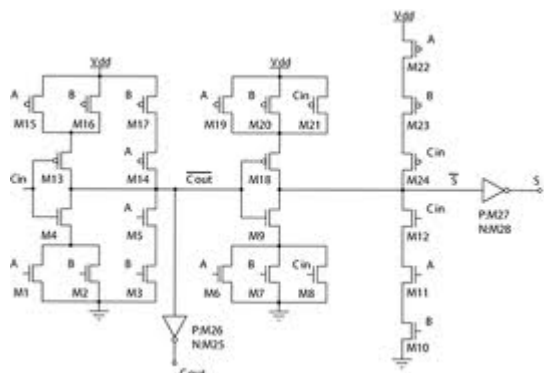 Vdd
Vdd
Vdd
A
M22
A
B
B
A
B
Cin
B
M15
M16
M17
M19
M20
M21
M23
A
Cin
Cin
M13
M14
Cout
M18
M24
S
S
A
Cin
P:M27
N:M28
M4
M5
M9
M12
A
B
B
A
B
Cin
A
M1
M2
M3
M6
M7
M8
M11
B
P:M26
N:M25
M10
Cout